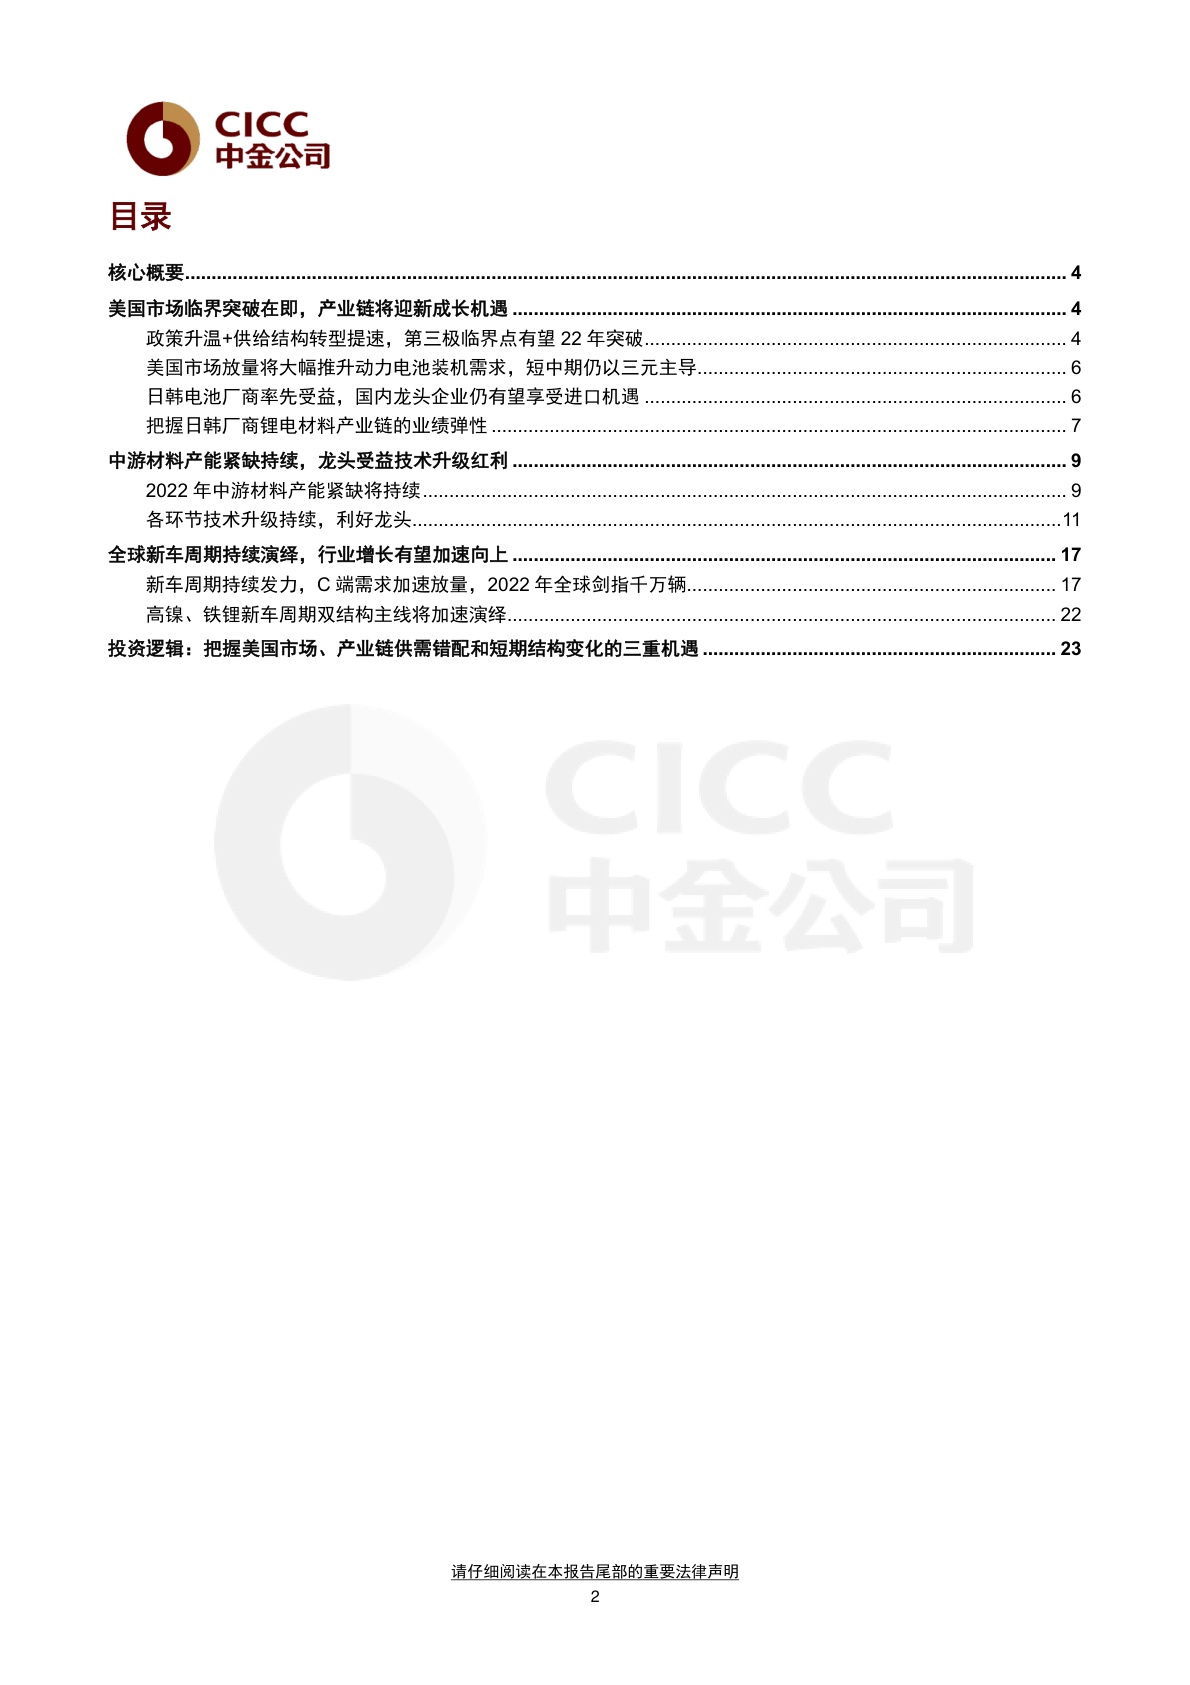 CICC
中金公司
目录
核心概要........................................ 4
美国市场临界突破在即，产业链将迎新成长机遇 ........................................ 4
政策升温+供给结构转型提速，第三极临界点有望 22 年突破........................................ 4
美国市场放量将大幅推升动力电池装机需求，短中期仍以三元主导........................................ 6
日韩电池厂商率先受益，国内龙头企业仍有望享受进口机遇 ........................................ 6
把握日韩厂商锂电材料产业链的业绩弹性 ........................................ 7
中游材料产能紧缺持续，龙头受益技术升级红利 ........................................ 9
2022 年中游材料产能紧缺将持续........................................ 9
各环节技术升级持续，利好龙头........................................11
全球新车周期持续演绎，行业增长有望加速向上 ........................................ 17
新车周期持续发力，C 端需求加速放量，2022 年全球剑指千万辆........................................ 17
高镍、铁锂新车周期双结构主线将加速演绎........................................ 22
投资逻辑：把握美国市场、产业链供需错配和短期结构变化的三重机遇 ........................................ 23
CICC
中金公司
请仔细阅读在本报告尾部的重要法律声明
2